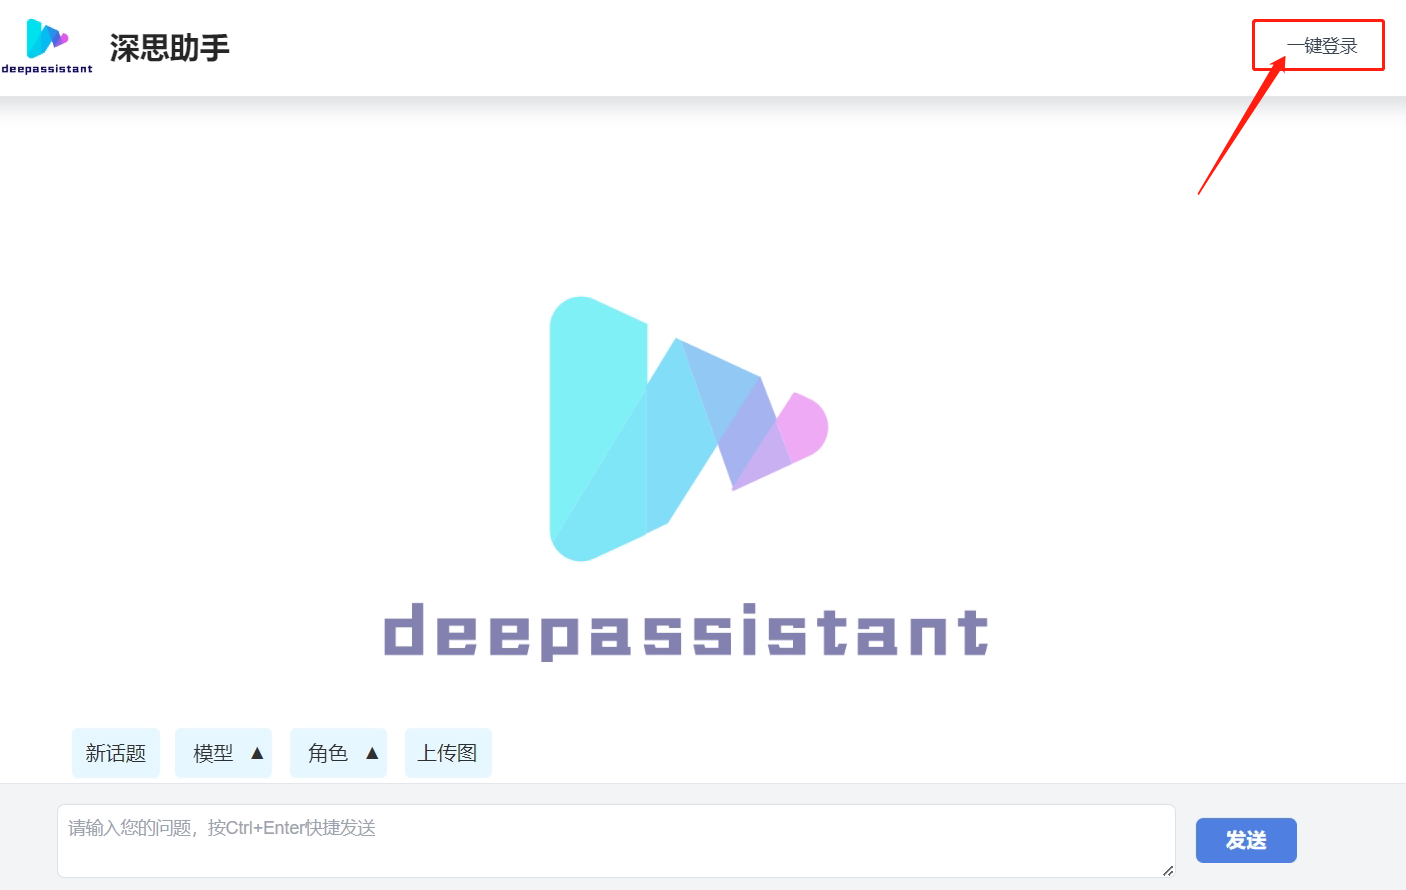 deepassistant
深思助手
一键登录
deepassistant
新话题
模型 ▲
角色 ▲
上传图
请输入您的问题，按Ctrl+Enter快捷发送
发送